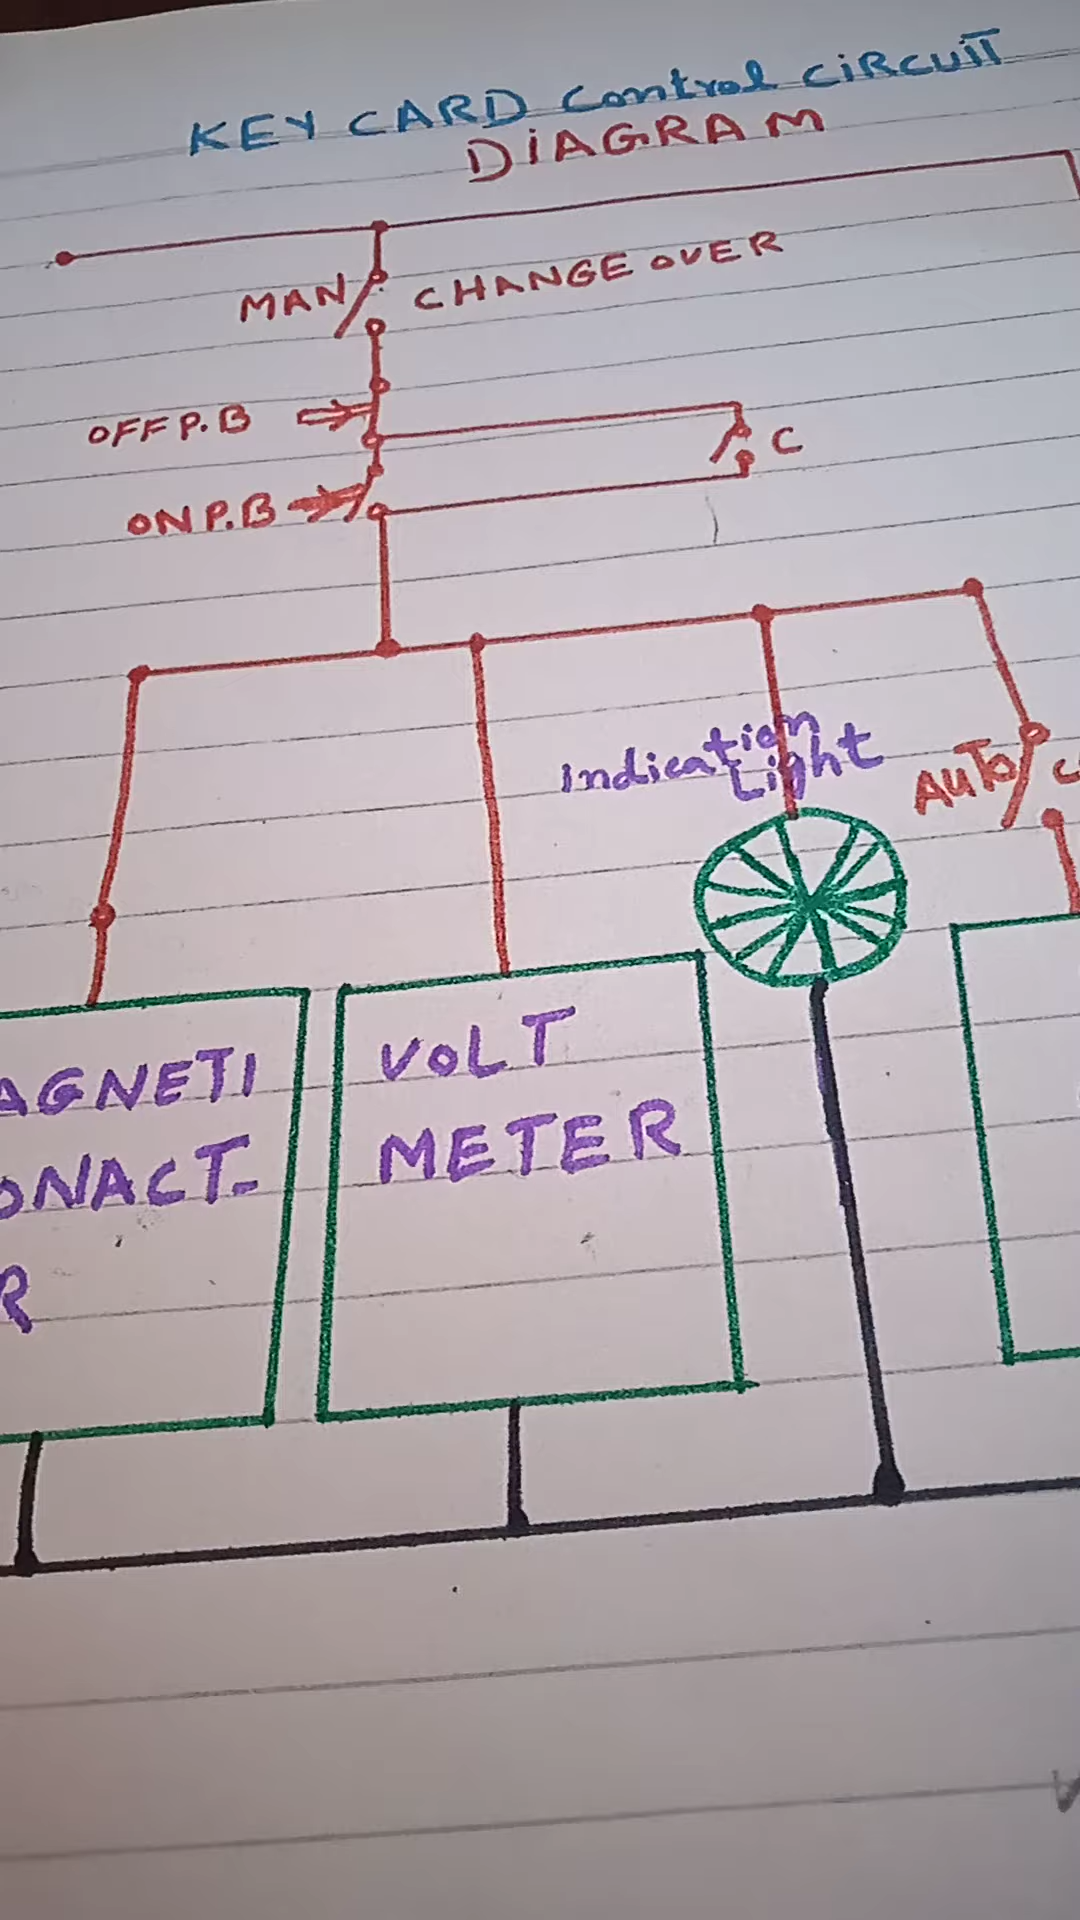 KEY CARD Control CIRCUIT
DIAGRAM
MAN CHANGE OVER
OFF P.B
C
ON P.B
Indication
Light
AUTO C
AGNETI
ONACT-
R
VOLT
METER